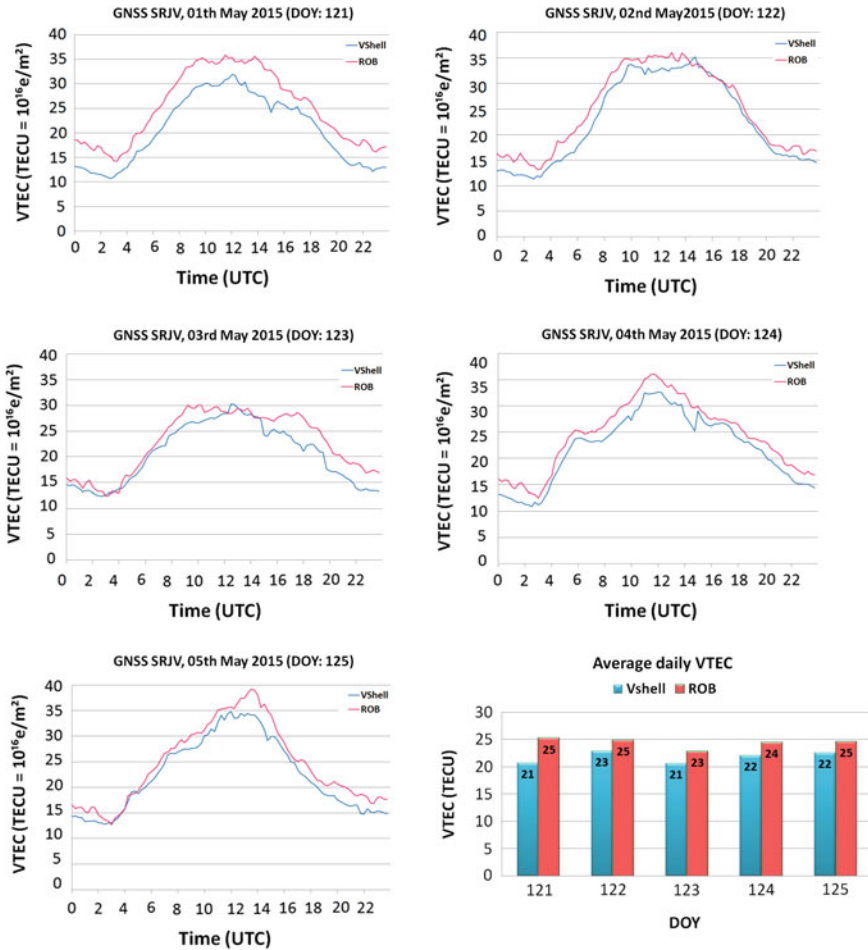 GNSS SRJV, 01th May 2015 (DOY: 121)
VShell
ROB
VTEC (TECU = 10¹⁶e/m²)
40
35
30
25
20
15
10
5
0
0 2 4 6 8 10 12 14 16 18 20 22
Time (UTC)
GNSS SRJV, 02nd May2015 (DOY: 122)
VShell
ROB
VTEC (TECU = 10¹⁶e/m²)
40
35
30
25
20
15
10
5
0
0 2 4 6 8 10 12 14 16 18 20 22
Time (UTC)
GNSS SRJV, 03rd May 2015 (DOY: 123)
VShell
ROB
VTEC (TECU = 10¹⁶e/m²)
40
35
30
25
20
15
10
5
0
0 2 4 6 8 10 12 14 16 18 20 22
Time (UTC)
GNSS SRJV, 04th May 2015 (DOY: 124)
VShell
ROB
VTEC (TECU = 10¹⁶e/m²)
40
35
30
25
20
15
10
5
0
0 2 4 6 8 10 12 14 16 18 20 22
Time (UTC)
GNSS SRJV, 05th May 2015 (DOY: 125)
VShell
ROB
VTEC (TECU = 10¹⁶e/m²)
40
35
30
25
20
15
10
5
0
0 2 4 6 8 10 12 14 16 18 20 22
Time (UTC)
Average daily VTEC
Vshell ROB
VTEC (TECU)
30
25
20
15
10
5
0
21 25 23 25 21 23 22 24 22 25
121 122 123 124 125
DOY